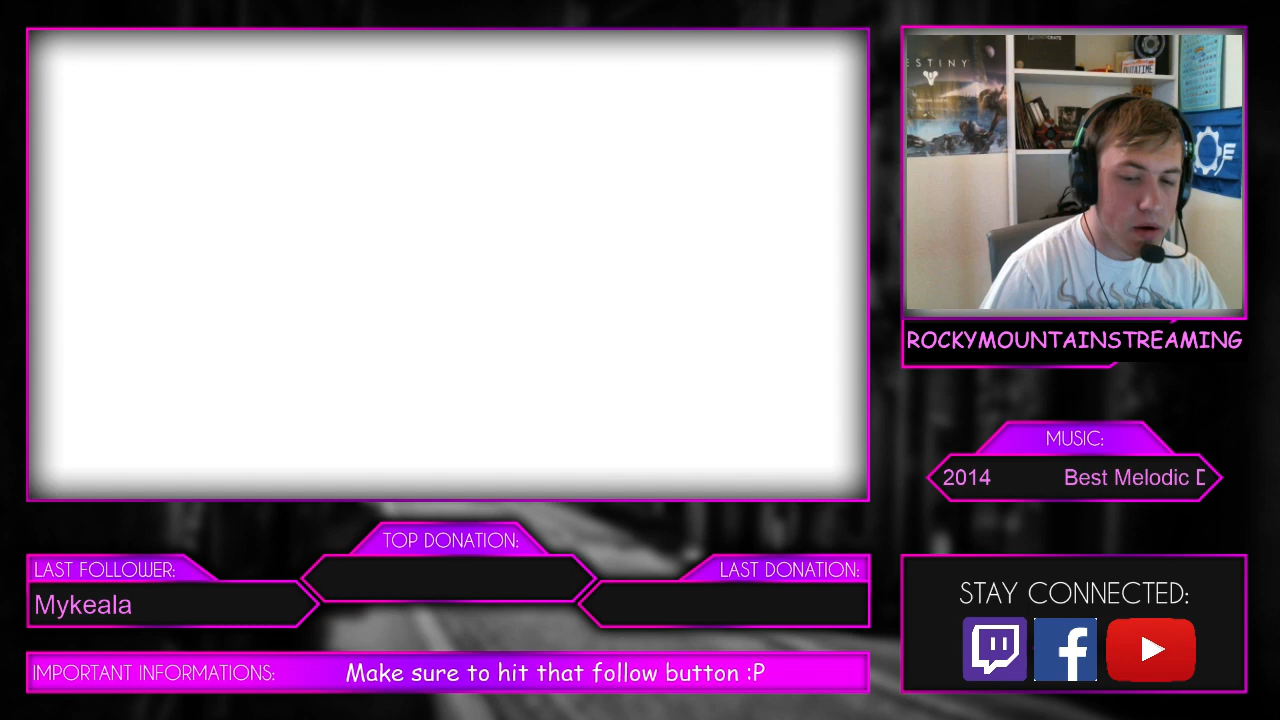 ESTINY
ROCKYMOUNTAINSTREAMING
MUSIC:
2014 Best Melodic D
TOP DONATION:
LAST FOLLOWER:
LAST DONATION:
Mykeala
STAY CONNECTED:
IMPORTANT INFORMATIONS:
Make sure to hit that follow button :P